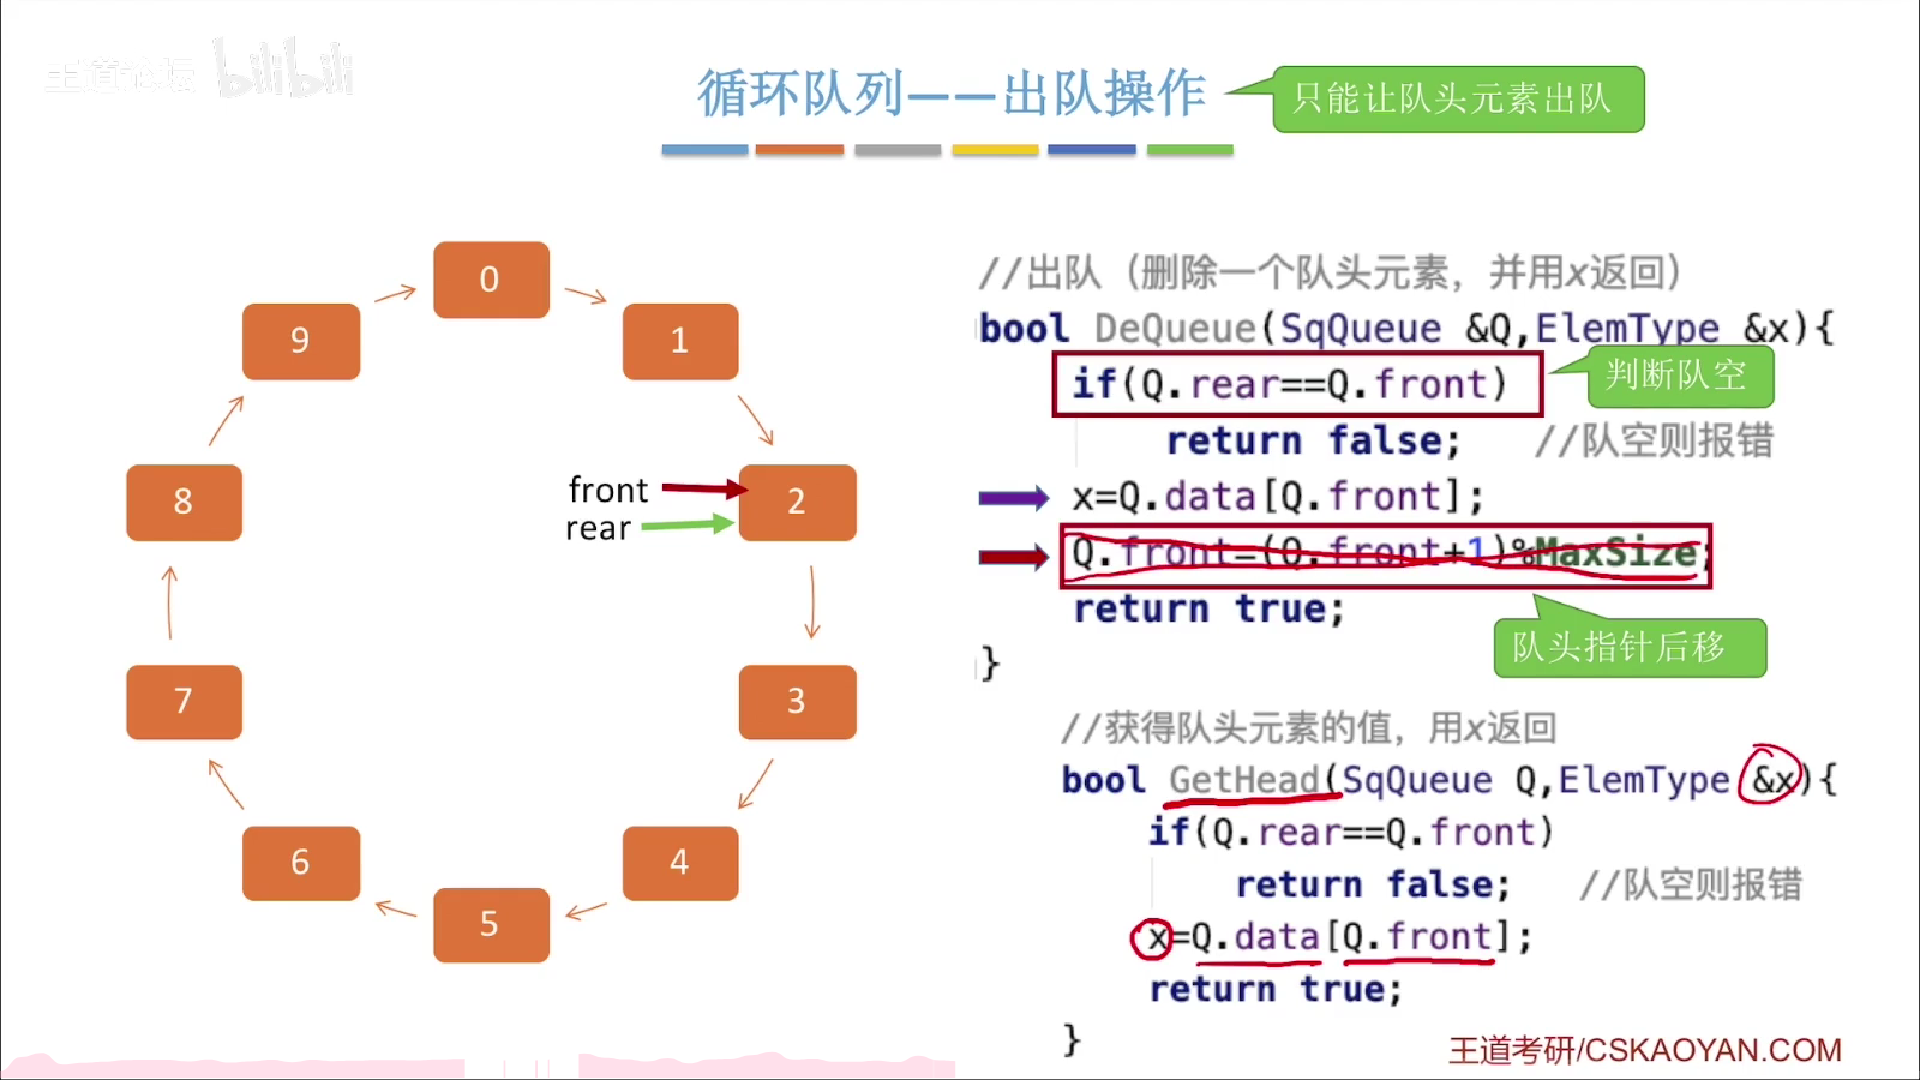 王道论坛 bilibili
循环队列——出队操作
只能让队头元素出队
0
1
2
3
4
5
6
7
8
9
front
rear
//出队（删除一个队头元素，并用x返回）
bool DeQueue(SqQueue &Q,ElemType &x){
if(Q.rear==Q.front)
判断队空
return false; //队空则报错
x=Q.data[Q.front];
Q.front=(Q.front+1)%MaxSize;
return true;
队头指针后移
}
//获得队头元素的值，用x返回
bool GetHead(SqQueue Q,ElemType &x){
if(Q.rear==Q.front)
return false; //队空则报错
x=Q.data[Q.front];
return true;
}
王道考研/CSKAOYAN.COM